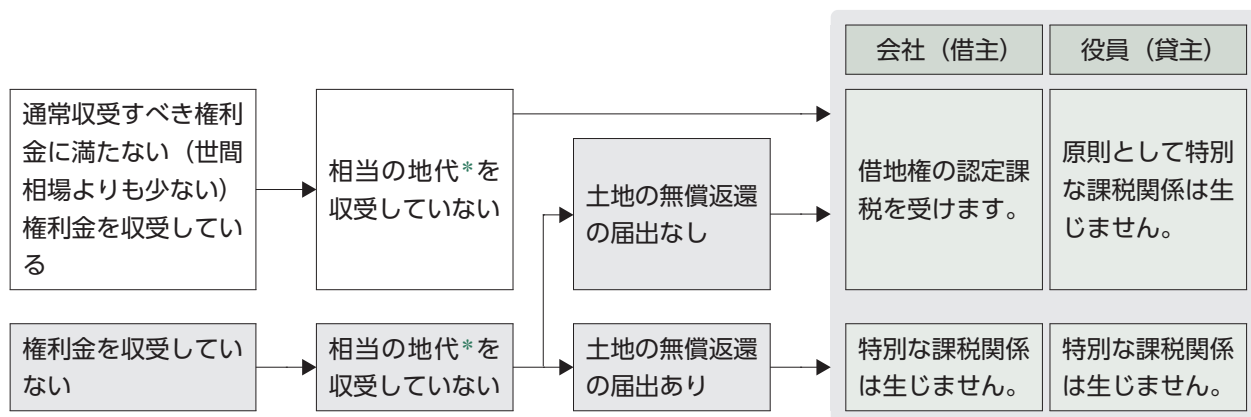 会社（借主）
役員（貸主）
通常収受すべき権利
金に満たない（世間
相場よりも少ない）
権利金を収受してい
る
相当の地代*を
収受していない
土地の無償返還
の届出なし
借地権の認定課
税を受けます。
原則として特別
な課税関係は生
じません。
権利金を収受してい
ない
相当の地代*を
収受していない
土地の無償返還
の届出あり
特別な課税関係
は生じません。
特別な課税関係
は生じません。